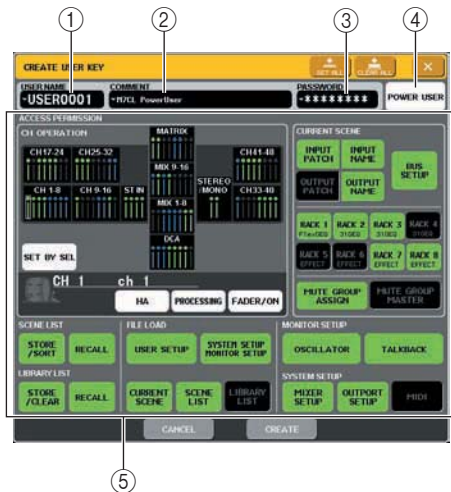 ① ② ③ ④
CREATE USER KEY
SET ALL
CLEAR ALL
USER NAME
USER0001
COMMENT
M7CL PowerUser
PASSWORD
********
POWER USER
ACCESS PERMISSION
CH OPERATION
CH17-24
CH25-32
MATRIX
CH41-48
MIX 9-16
CH 1-8
CH 9-16
ST IN
STEREO
/MONO
CH33-40
MIX 1-8
DCA
SET BY SEL
CH 1 ch 1
HA
PROCESSING
FADER/ON
CURRENT SCENE
INPUT
PATCH
INPUT
NAME
BUS
SETUP
OUTPUT
PATCH
OUTPUT
NAME
RACK 1
FlexGEQ
RACK 2
31GEQ
RACK 3
31GEQ
RACK 4
31GEQ
RACK 5
EFFECT
RACK 6
EFFECT
RACK 7
EFFECT
RACK 8
EFFECT
MUTE GROUP
ASSIGN
MUTE GROUP
MASTER
SCENE LIST
STORE
/SORT
RECALL
FILE LOAD
USER SETUP
SYSTEM SETUP
MONITOR SETUP
MONITOR SETUP
OSCILLATOR
TALKBACK
LIBRARY LIST
STORE
/CLEAR
RECALL
CURRENT
SCENE
SCENE
LIST
LIBRARY
LIST
SYSTEM SETUP
MIXER
SETUP
OUTPORT
SETUP
MIDI
CANCEL
CREATE
⑤